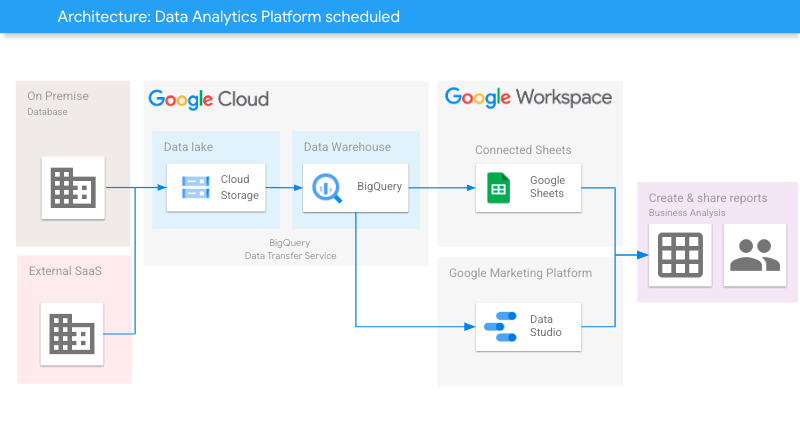 Architecture: Data Analytics Platform scheduled
On Premise
Database
Google Cloud
Google Workspace
Data lake
Cloud
Storage
Data Warehouse
BigQuery
BigQuery
Data Transfer Service
Connected Sheets
Google
Sheets
Create & share reports
Business Analysis
External SaaS
Google Marketing Platform
Data
Studio